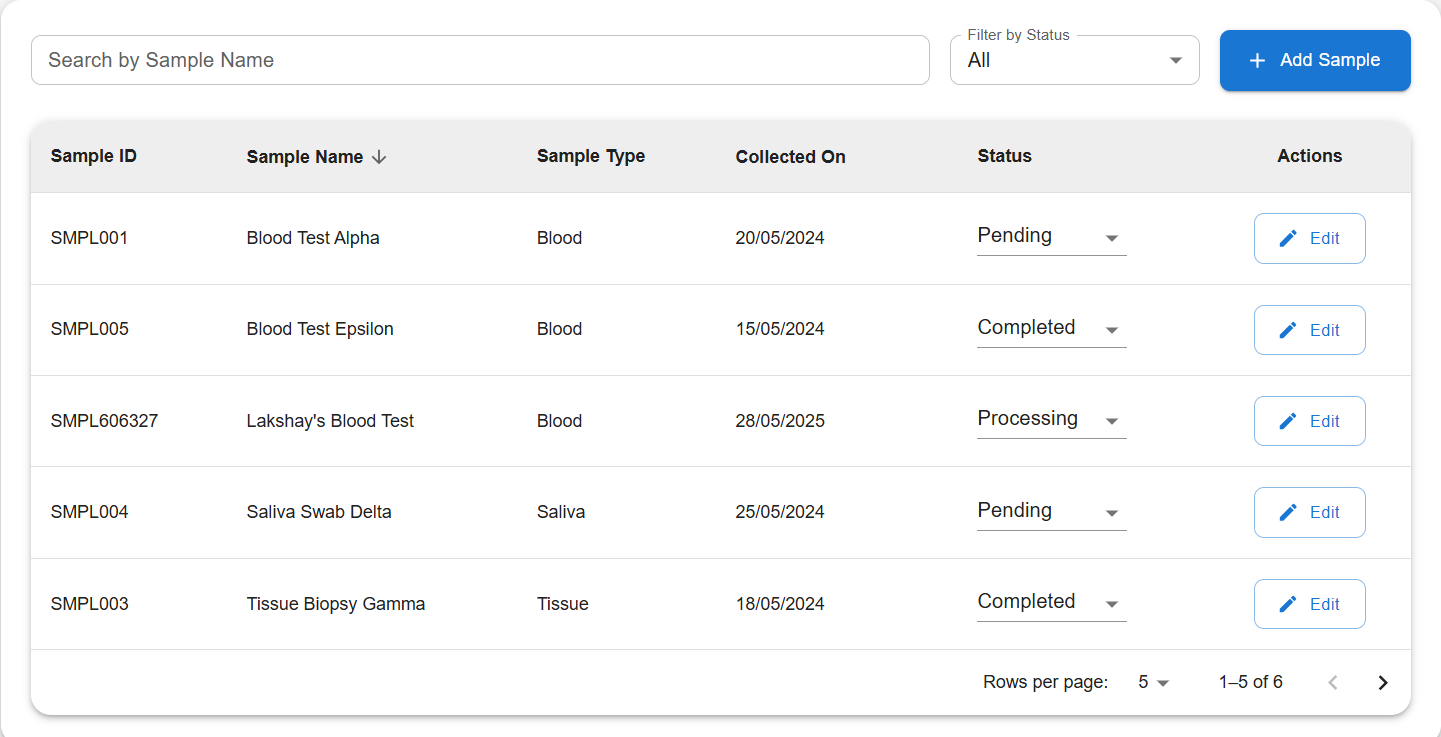 Search by Sample Name
Filter by Status
All
Add Sample
Sample ID Sample Name Sample Type Collected On Status Actions
SMPL001 Blood Test Alpha Blood 20/05/2024 Pending Edit
SMPL005 Blood Test Epsilon Blood 15/05/2024 Completed Edit
SMPL606327 Lakshay's Blood Test Blood 28/05/2025 Processing Edit
SMPL004 Saliva Swab Delta Saliva 25/05/2024 Pending Edit
SMPL003 Tissue Biopsy Gamma Tissue 18/05/2024 Completed Edit
Rows per page: 5 1–5 of 6